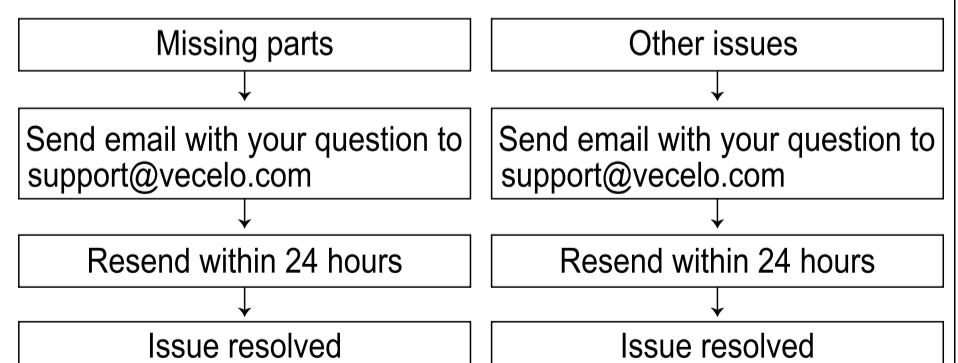 Missing parts
Send email with your question to
support@vecelo.com
Resend within 24 hours
Issue resolved
Other issues
Send email with your question to
support@vecelo.com
Resend within 24 hours
Issue resolved